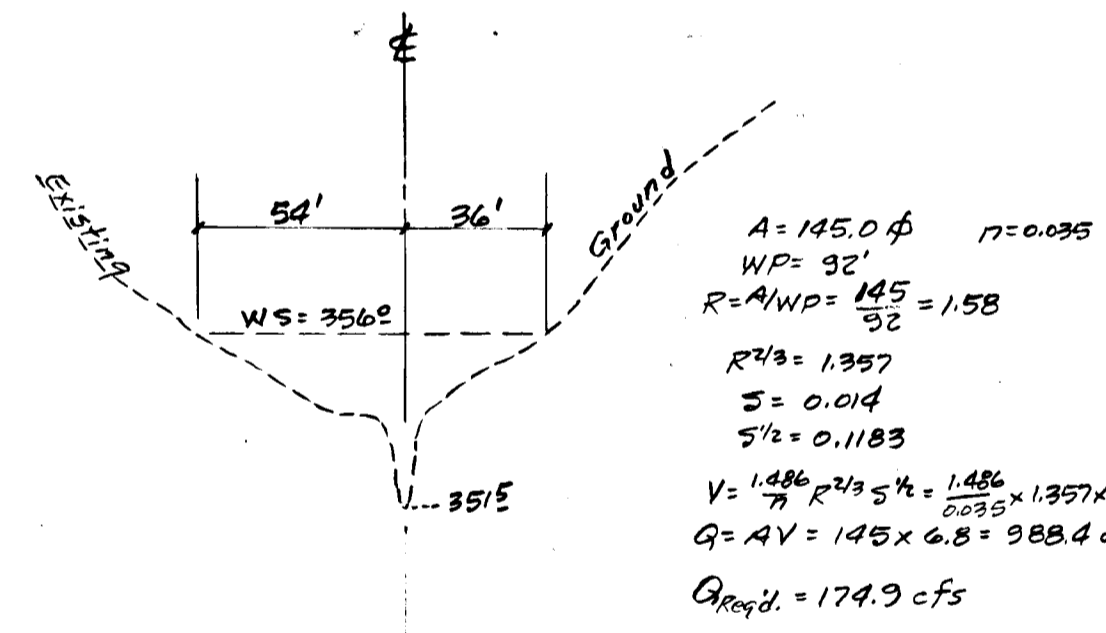 ℄
Existing
54'
36'
Ground
WS= 356⁰
351⁵
A= 145.0 ф n=0.035
WP= 92'
R=A/WP= 145/92 = 1.58
R^2/3= 1.357
S= 0.014
S^1/2= 0.1183
V= 1.486/n R^2/3 S^1/2 = 1.486/0.035 x 1.357x
Q= AV = 145 x 6.8 = 988.4 c
Q Req'd. = 174.9 cfs